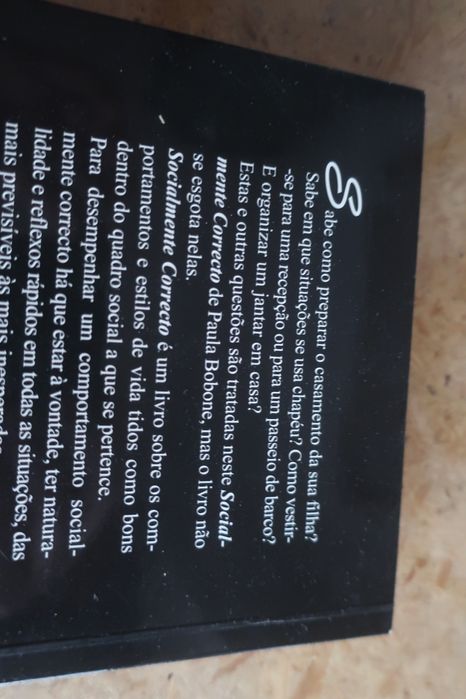 Sabe como preparar o casamento da sua filha?
Sabe em que situações se usa chapéu? Como vestir-
-se para uma recepção ou para um passeio de barco?
E organizar um jantar em casa?
Estas e outras questões são tratadas neste Social-
mente Correcto de Paula Bobone, mas o livro não
se esgota nelas.
Socialmente Correcto é um livro sobre os com-
portamentos e estilos de vida tidos como bons
dentro do quadro social a que se pertence.
Para desempenhar um comportamento social-
mente correcto há que estar à vontade, ter natura-
lidade e reflexos rápidos em todas as situações, das
mais previsíveis às mais inesperadas